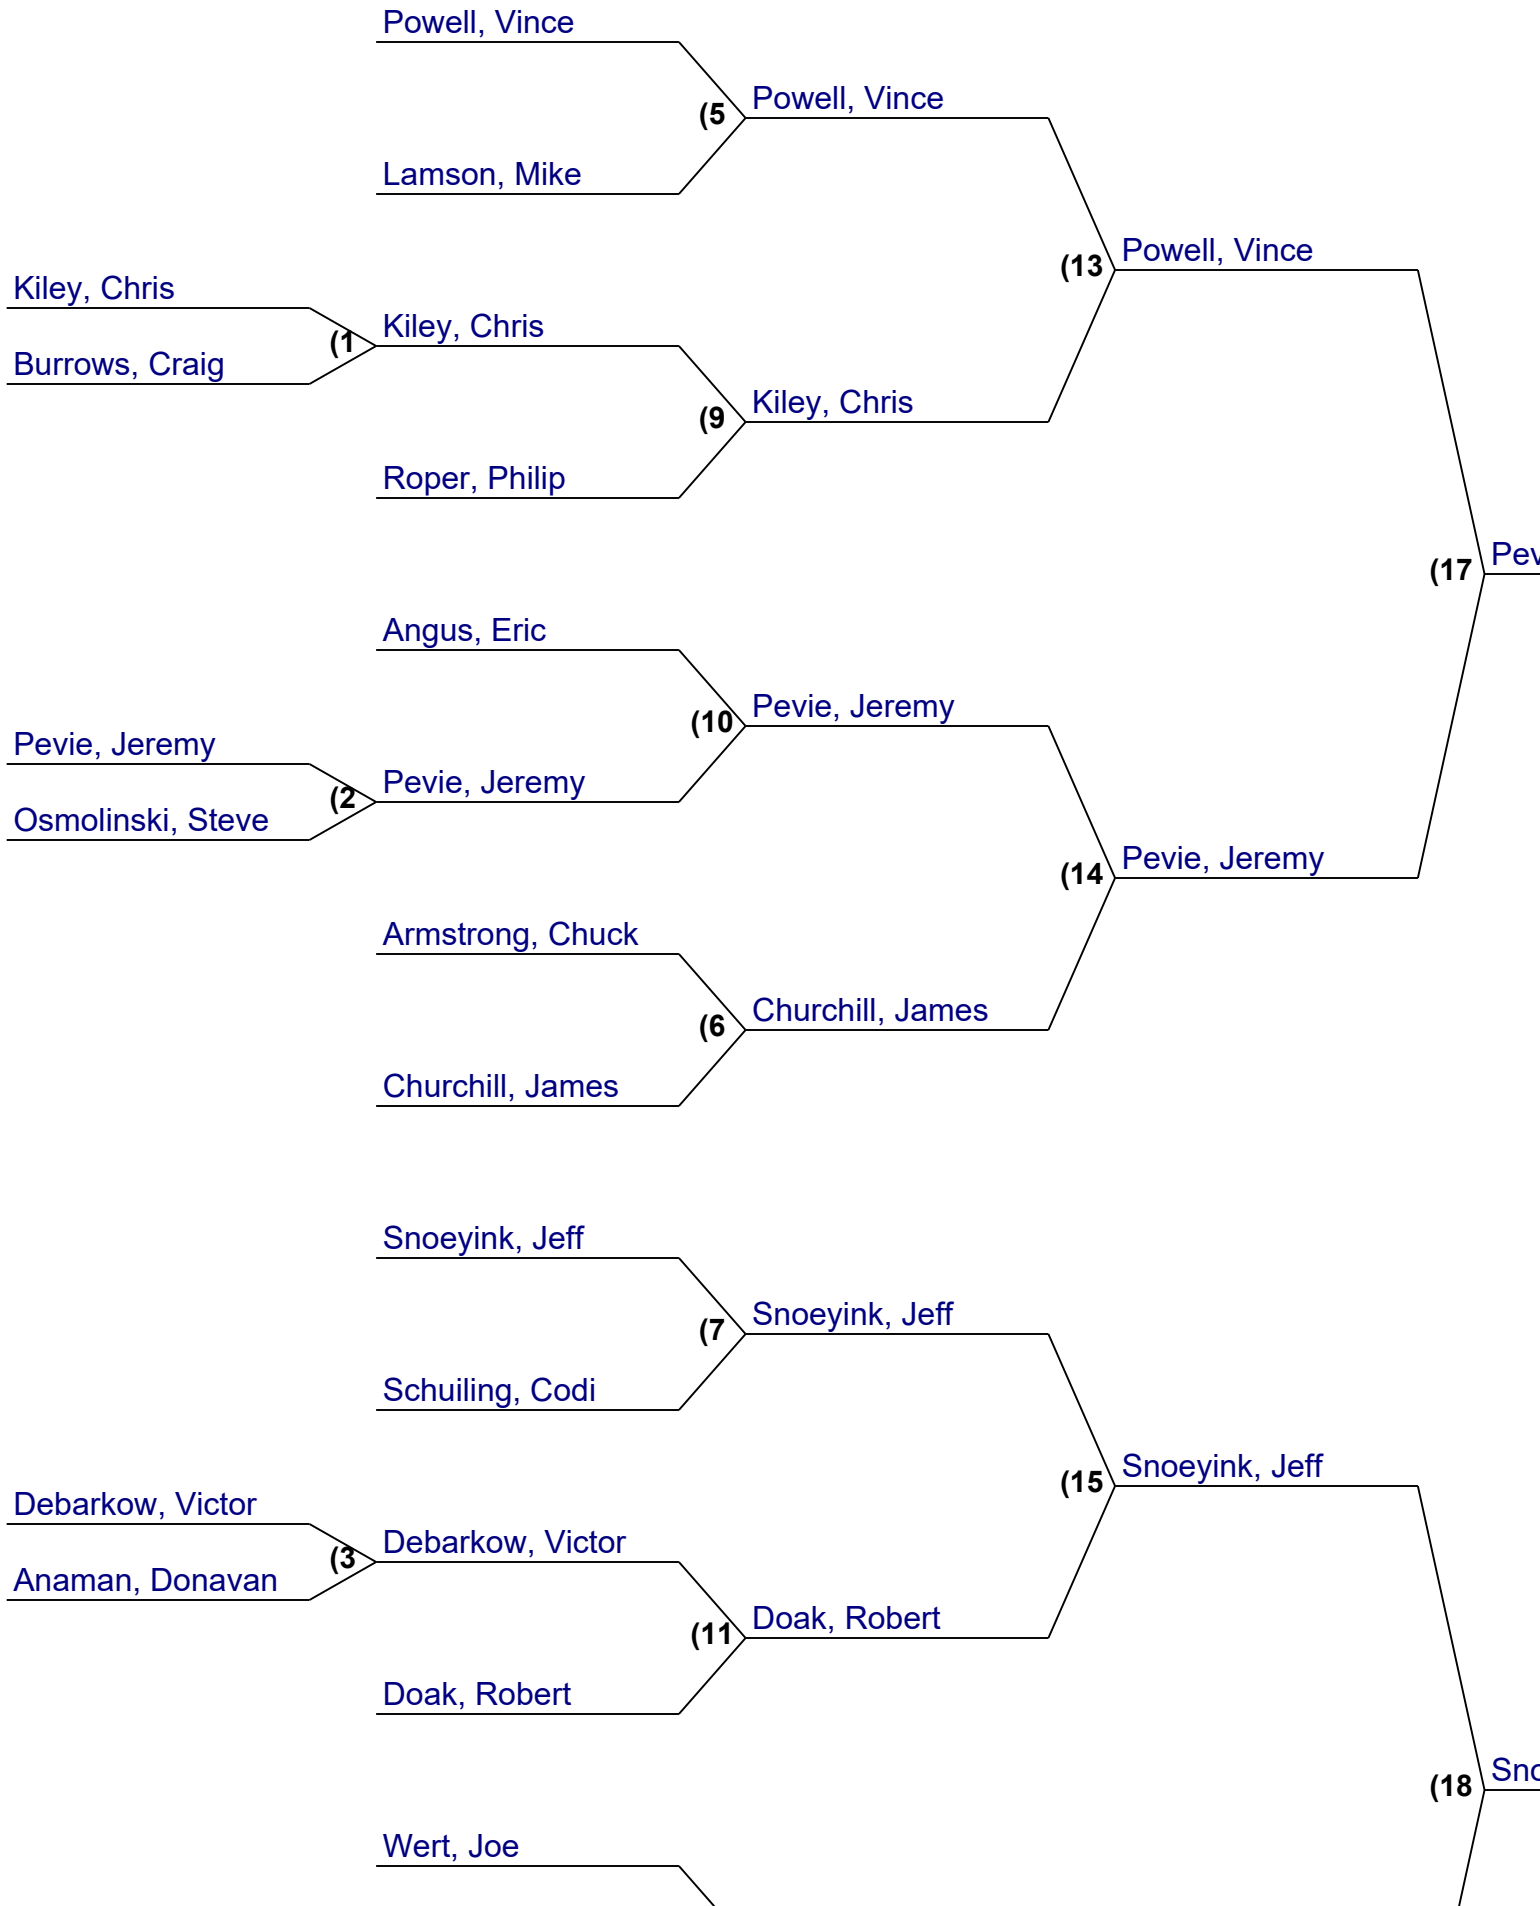 Powell, Vince
(5
Powell, Vince
Lamson, Mike
(13
Powell, Vince
Kiley, Chris
(1
Kiley, Chris
Burrows, Craig
(9
Kiley, Chris
Roper, Philip
(17
Pev
Angus, Eric
(10
Pevie, Jeremy
Pevie, Jeremy
(2
Pevie, Jeremy
Osmolinski, Steve
(14
Pevie, Jeremy
Armstrong, Chuck
(6
Churchill, James
Churchill, James
Snoeyink, Jeff
(7
Snoeyink, Jeff
Schuiling, Codi
(15
Snoeyink, Jeff
Debarkow, Victor
(3
Debarkow, Victor
Anaman, Donavan
(11
Doak, Robert
Doak, Robert
(18
Sno
Wert, Joe